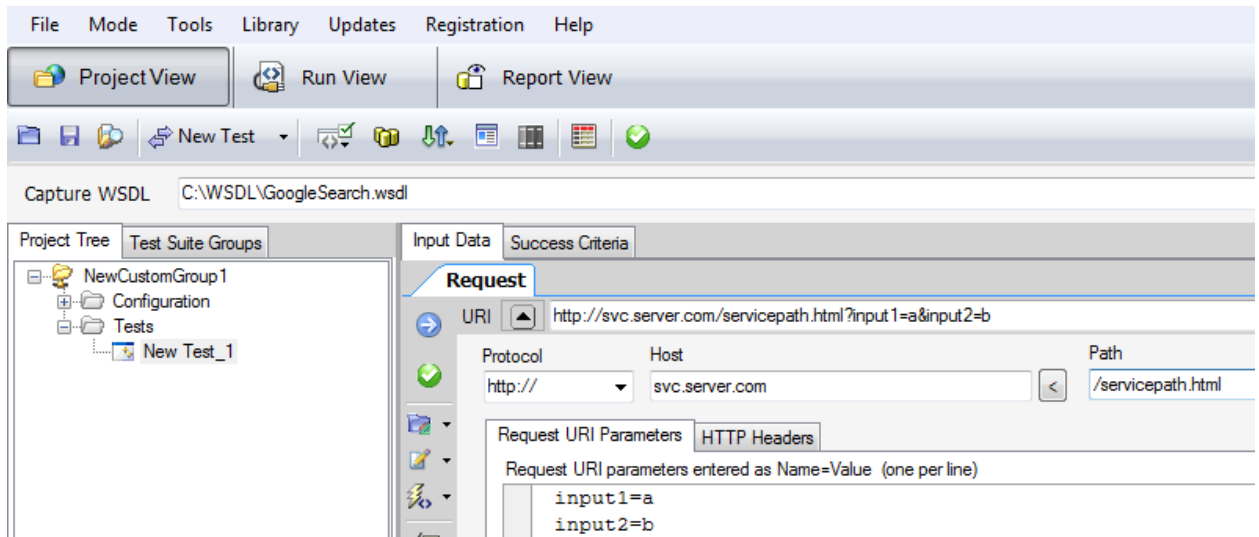 File Mode Tools Library Updates Registration Help
Project View Run View Report View
New Test
Capture WSDL C:\WSDL\GoogleSearch.wsdl
Project Tree Test Suite Groups Input Data Success Criteria
NewCustomGroup1 Request
Configuration URI http://svc.server.com/servicepath.html?input1=a&input2=b
Tests
New Test_1 Protocol Host Path
http:// svc.server.com < /servicepath.html
Request URI Parameters HTTP Headers
Request URI parameters entered as Name=Value (one per line)
input1=a
input2=b